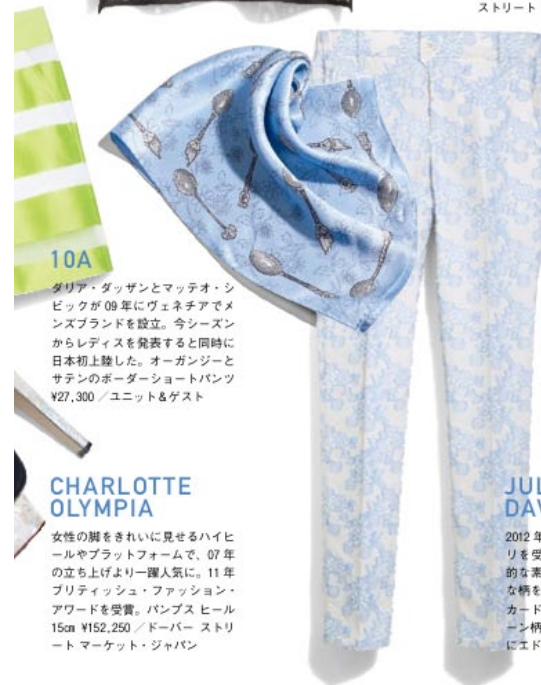 ストリート
10A
ダリア・ダッザンとマッテオ・シ
ビックが 09 年にヴェネチアでメ
ンズブランドを設立。今シーズン
からレディスを発表すると同時に
日本初上陸した。オーガンジーと
サテンのボーダーショートパンツ
¥27,300 ／ユニット＆ゲスト
CHARLOTTE
OLYMPIA
女性の脚をきれいに見せるハイヒ
ールやプラットフォームで、07 年
の立ち上げより一躍人気に。11 年
ブリティッシュ・ファッション・
アワードを受賞。パンプス ヒール
15㎝ ¥152,250 ／ドーバー ストリ
ート マーケット・ジャパン
JUL
DAV
2012 年
リを受
的な素
な柄を
カード
ーン柄
にエド